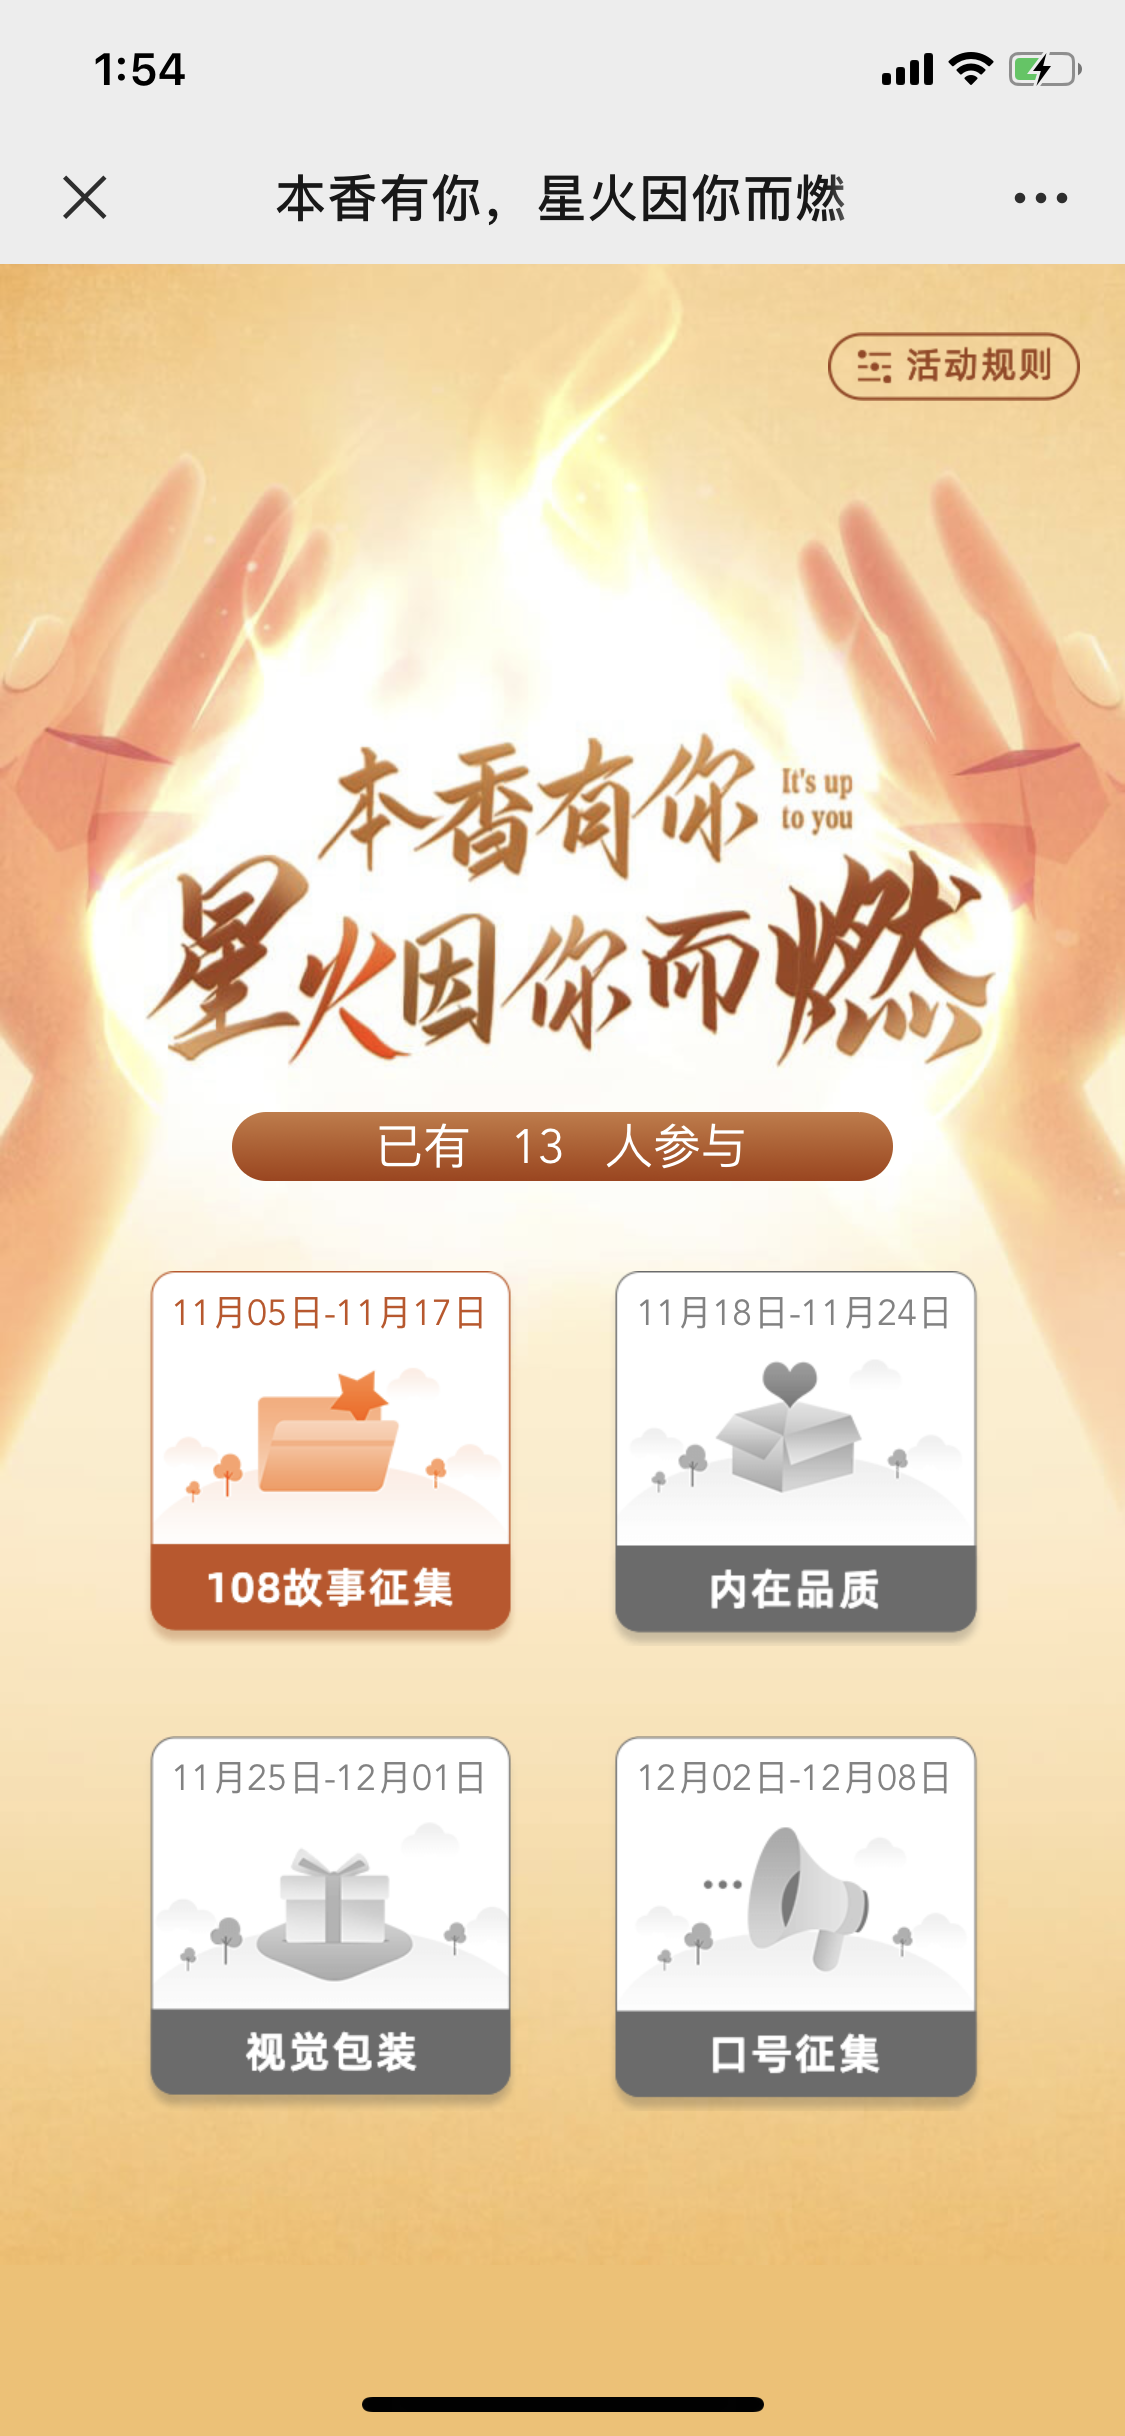 1:54
本香有你，星火因你而燃
活动规则
本香有你
It's up
to you
星火因你而燃
已有 13 人参与
11月05日-11月17日
108故事征集
11月18日-11月24日
内在品质
11月25日-12月01日
视觉包装
12月02日-12月08日
口号征集